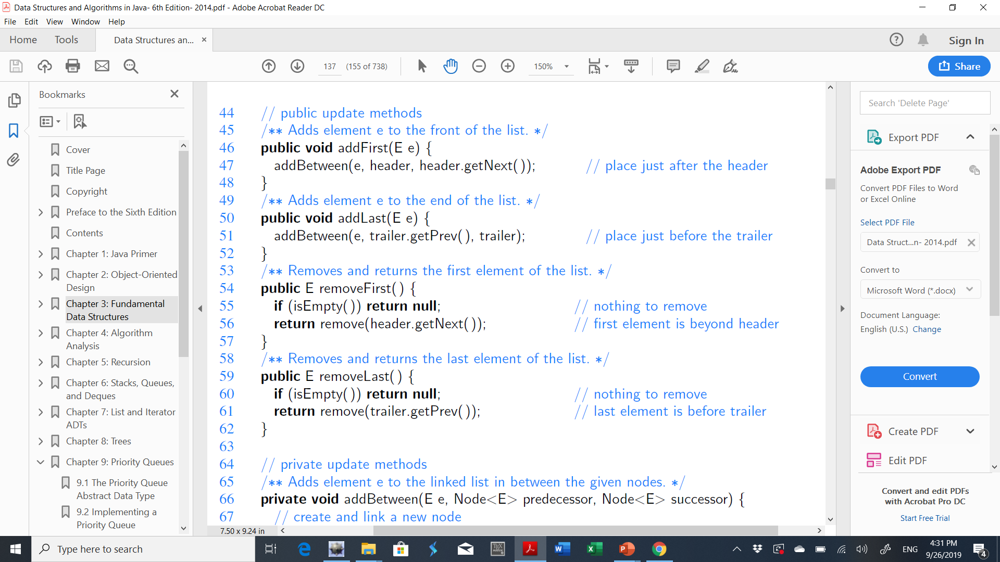 Data Structures and Algorithms in Java- 6th Edition- 2014.pdf - Adobe Acrobat Reader DC
File Edit View Window Help
Home Tools Data Structures an... ×
Sign In
137 (155 of 738)
150%
Share
Bookmarks
Cover
Title Page
Copyright
Preface to the Sixth Edition
Contents
Chapter 1: Java Primer
Chapter 2: Object-Oriented
Design
Chapter 3: Fundamental
Data Structures
Chapter 4: Algorithm
Analysis
Chapter 5: Recursion
Chapter 6: Stacks, Queues,
and Deques
Chapter 7: List and Iterator
ADTs
Chapter 8: Trees
Chapter 9: Priority Queues
9.1 The Priority Queue
Abstract Data Type
9.2 Implementing a
Priority Queue
44 // public update methods
45 /** Adds element e to the front of the list. */
46 public void addFirst(E e) {
47 addBetween(e, header, header.getNext()); // place just after the header
48 }
49 /** Adds element e to the end of the list. */
50 public void addLast(E e) {
51 addBetween(e, trailer.getPrev(), trailer); // place just before the trailer
52 }
53 /** Removes and returns the first element of the list. */
54 public E removeFirst() {
55 if (isEmpty()) return null; // nothing to remove
56 return remove(header.getNext()); // first element is beyond header
57 }
58 /** Removes and returns the last element of the list. */
59 public E removeLast() {
60 if (isEmpty()) return null; // nothing to remove
61 return remove(trailer.getPrev()); // last element is before trailer
62 }
63
64 // private update methods
65 /** Adds element e to the linked list in between the given nodes. */
66 private void addBetween(E e, Node<E> predecessor, Node<E> successor) {
67 // create and link a new node
7.50 x 9.24 in
Search 'Delete Page'
Export PDF
Adobe Export PDF
Convert PDF Files to Word
or Excel Online
Select PDF File
Data Struct...n- 2014.pdf
Convert to
Microsoft Word (*.docx)
Document Language:
English (U.S.) Change
Convert
Create PDF
Edit PDF
Convert and edit PDFs
with Acrobat Pro DC
Start Free Trial
Type here to search
ENG
4:31 PM
9/26/2019
4